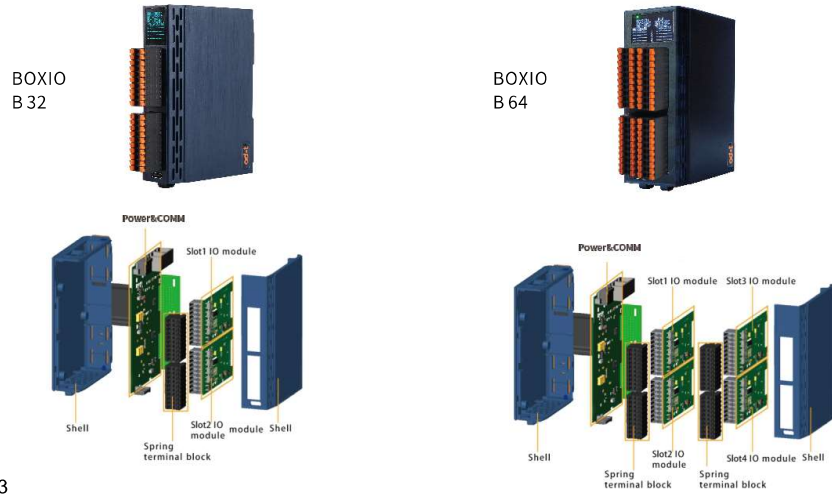 BOXIO
B 32
BOXIO
B 64
Power&COMM
Slot1 IO module
Shell
Spring
terminal block
Slot2 IO
module
module
Shell
Power&COMM
Slot1 IO module
Slot3 IO module
Shell
Spring
terminal block
Slot2 IO
module
Spring
terminal block
Slot4 IO module
Shell
3